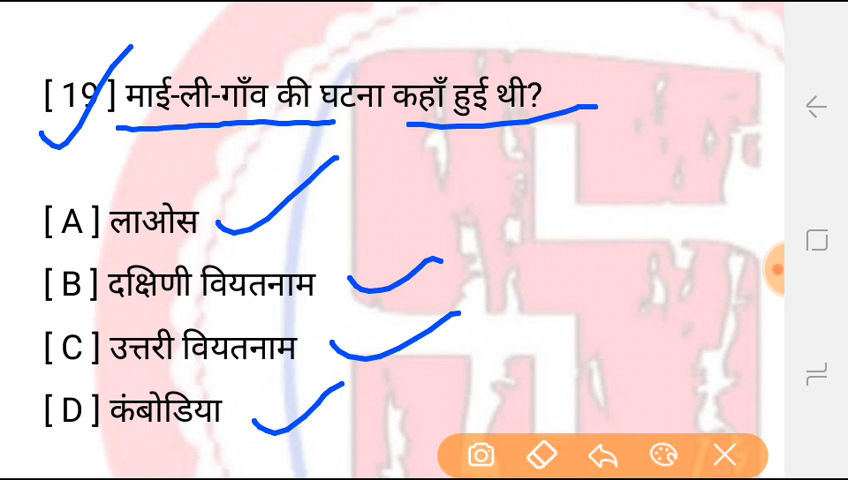 [ 19 ] माई-ली-गाँव की घटना कहाँ हुई थी?
[ A ] लाओस
[ B ] दक्षिणी वियतनाम
[ C ] उत्तरी वियतनाम
[ D ] कंबोडिया